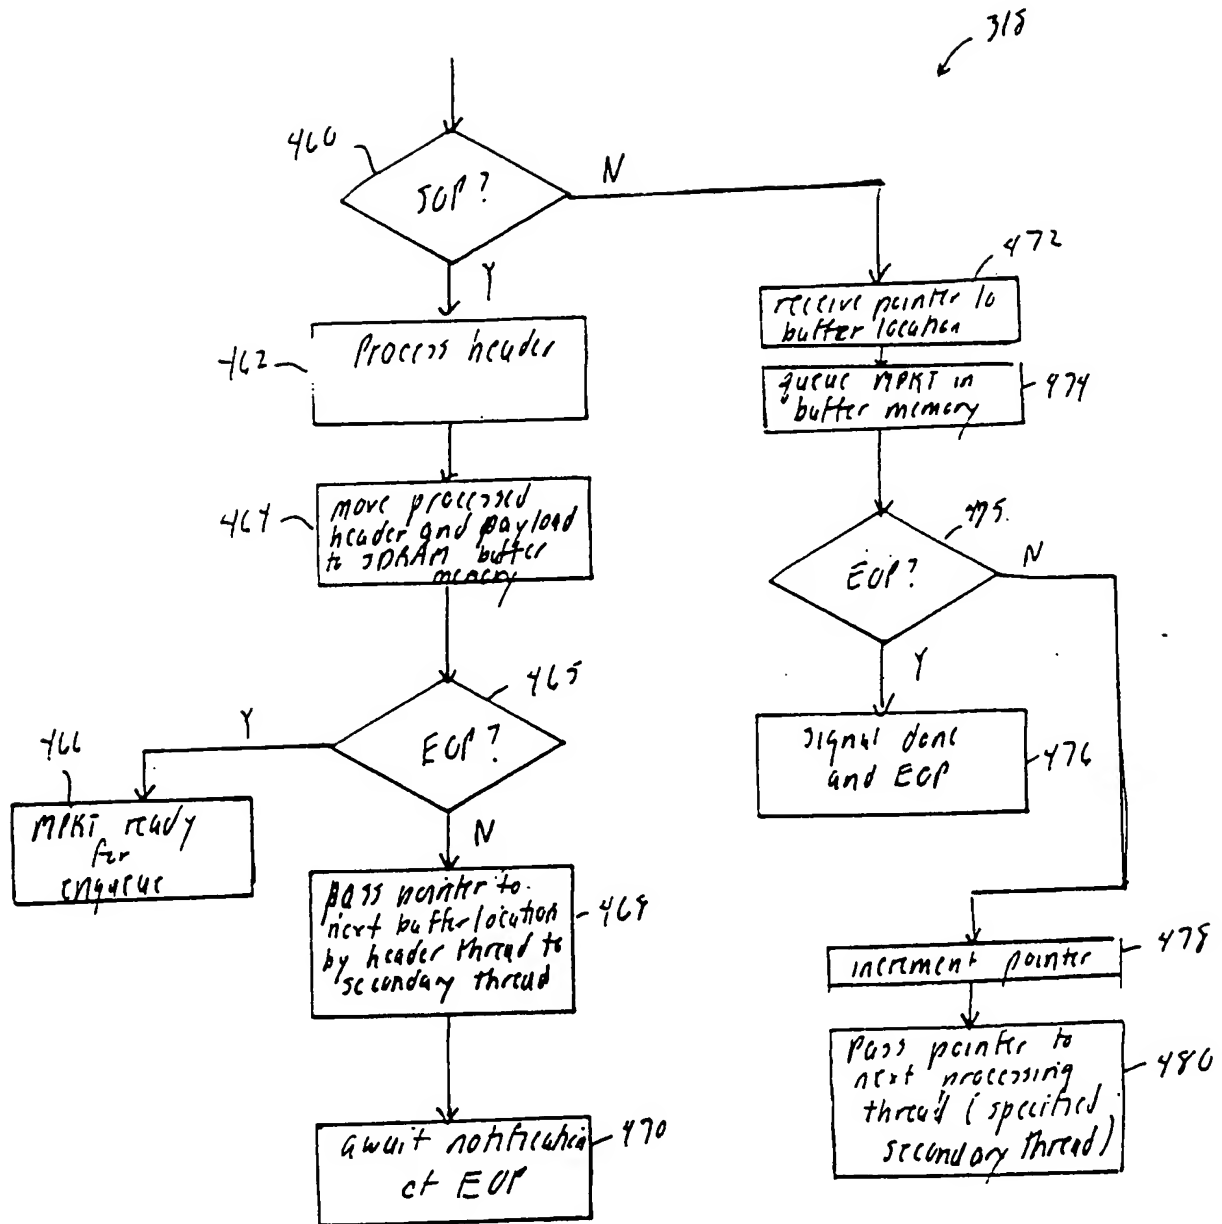 318
460
SOP?
N
Y
462
Process header
464
move processed
header and payload
to SDRAM buffer
memory
465
EOP?
Y
N
466
MPKT ready
for
enqueue
pass pointer to
next buffer location
by header thread to
secondary thread
468
await notification
of EOP
470
472
receive pointer to
buffer location
queue MPKT in
buffer memory
474
475
EOP?
N
Y
signal done
and EOP
476
increment pointer
478
Pass pointer to
next processing
thread (specified
secondary thread)
480